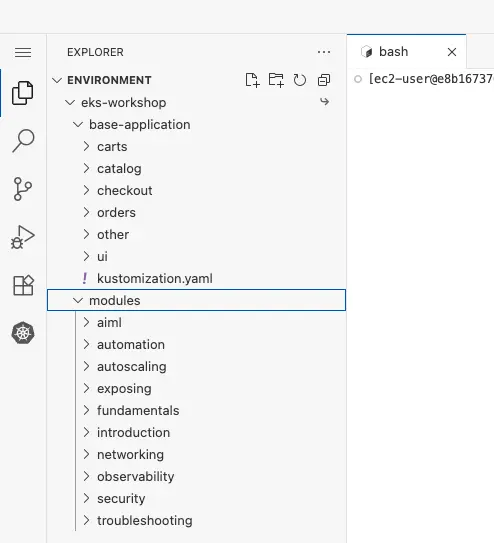 EXPLORER
ENVIRONMENT
eks-workshop
base-application
carts
catalog
checkout
orders
other
ui
! kustomization.yaml
modules
aiml
automation
autoscaling
exposing
fundamentals
introduction
networking
observability
security
troubleshooting
bash
[ec2-user@e8b16737